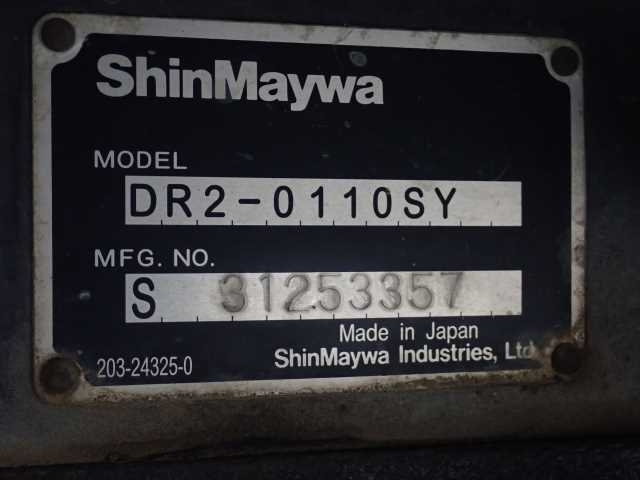 ShinMaywa
MODEL
DR2-0110SY
MFG. NO.
S 31253357
Made in Japan
203-24325-0
ShinMaywa Industries, Ltd